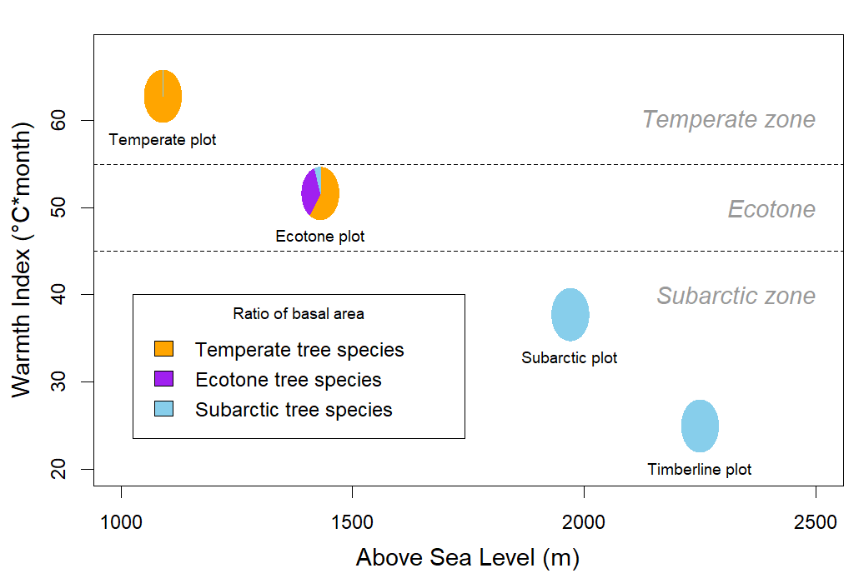 Temperate zone
Temperate plot
Ecotone
Ecotone plot
Subarctic zone
Subarctic plot
Timberline plot
Ratio of basal area
Temperate tree species
Ecotone tree species
Subarctic tree species
Warmth Index (°C*month)
60
50
40
30
20
1000
1500
2000
2500
Above Sea Level (m)